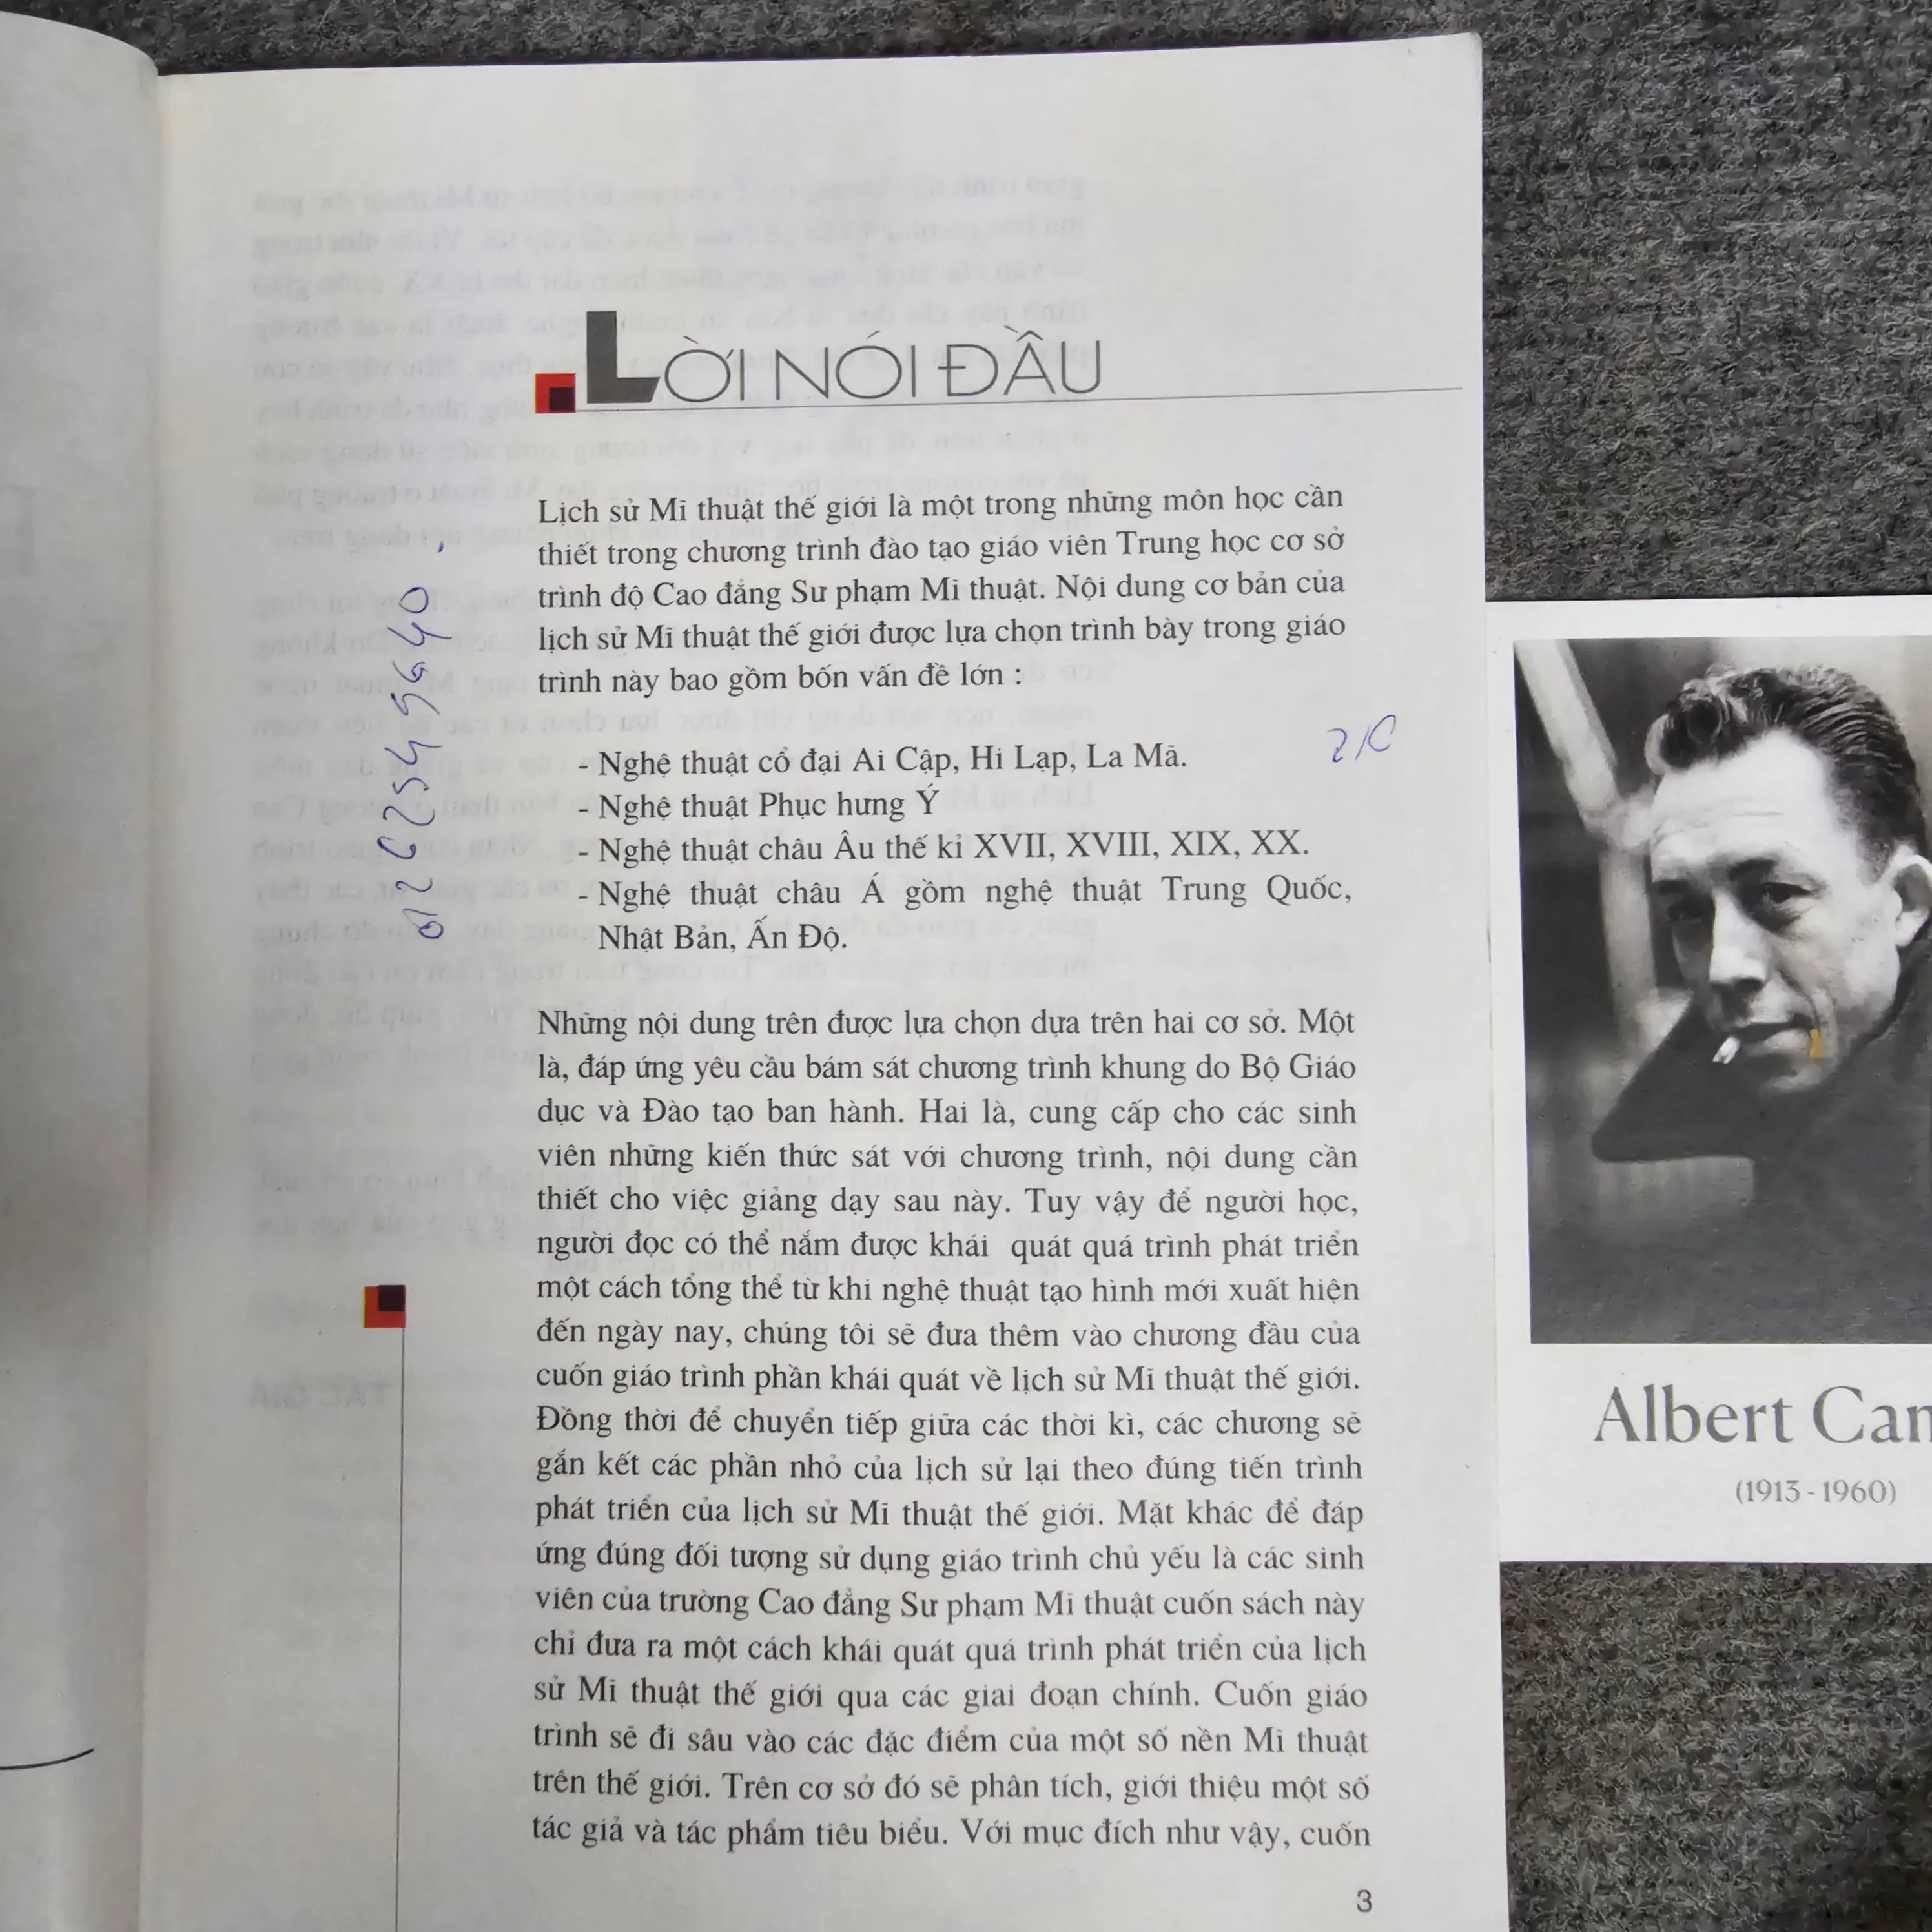 LỜI NÓI ĐẦU
Lịch sử Mĩ thuật thế giới là một trong những môn học cần
thiết trong chương trình đào tạo giáo viên Trung học cơ sở
trình độ Cao đẳng Sư phạm Mĩ thuật. Nội dung cơ bản của
lịch sử Mĩ thuật thế giới được lựa chọn trình bày trong giáo
trình này bao gồm bốn vấn đề lớn :
- Nghệ thuật cổ đại Ai Cập, Hi Lạp, La Mã.
- Nghệ thuật Phục hưng Ý
- Nghệ thuật châu Âu thế kỉ XVII, XVIII, XIX, XX.
- Nghệ thuật châu Á gồm nghệ thuật Trung Quốc,
Nhật Bản, Ấn Độ.
Những nội dung trên được lựa chọn dựa trên hai cơ sở. Một
là, đáp ứng yêu cầu bám sát chương trình khung do Bộ Giáo
dục và Đào tạo ban hành. Hai là, cung cấp cho các sinh
viên những kiến thức sát với chương trình, nội dung cần
thiết cho việc giảng dạy sau này. Tuy vậy để người học,
người đọc có thể nắm được khái quát quá trình phát triển
một cách tổng thể từ khi nghệ thuật tạo hình mới xuất hiện
đến ngày nay, chúng tôi sẽ đưa thêm vào chương đầu của
cuốn giáo trình phần khái quát về lịch sử Mĩ thuật thế giới.
Đồng thời để chuyển tiếp giữa các thời kì, các chương sẽ
gắn kết các phần nhỏ của lịch sử lại theo đúng tiến trình
phát triển của lịch sử Mĩ thuật thế giới. Mặt khác để đáp
ứng đúng đối tượng sử dụng giáo trình chủ yếu là các sinh
viên của trường Cao đẳng Sư phạm Mĩ thuật cuốn sách này
chỉ đưa ra một cách khái quát quá trình phát triển của lịch
sử Mĩ thuật thế giới qua các giai đoạn chính. Cuốn giáo
trình sẽ đi sâu vào các đặc điểm của một số nền Mĩ thuật
trên thế giới. Trên cơ sở đó sẽ phân tích, giới thiệu một số
tác giả và tác phẩm tiêu biểu. Với mục đích như vậy, cuốn
3
Albert Cam
(1913 - 1960)